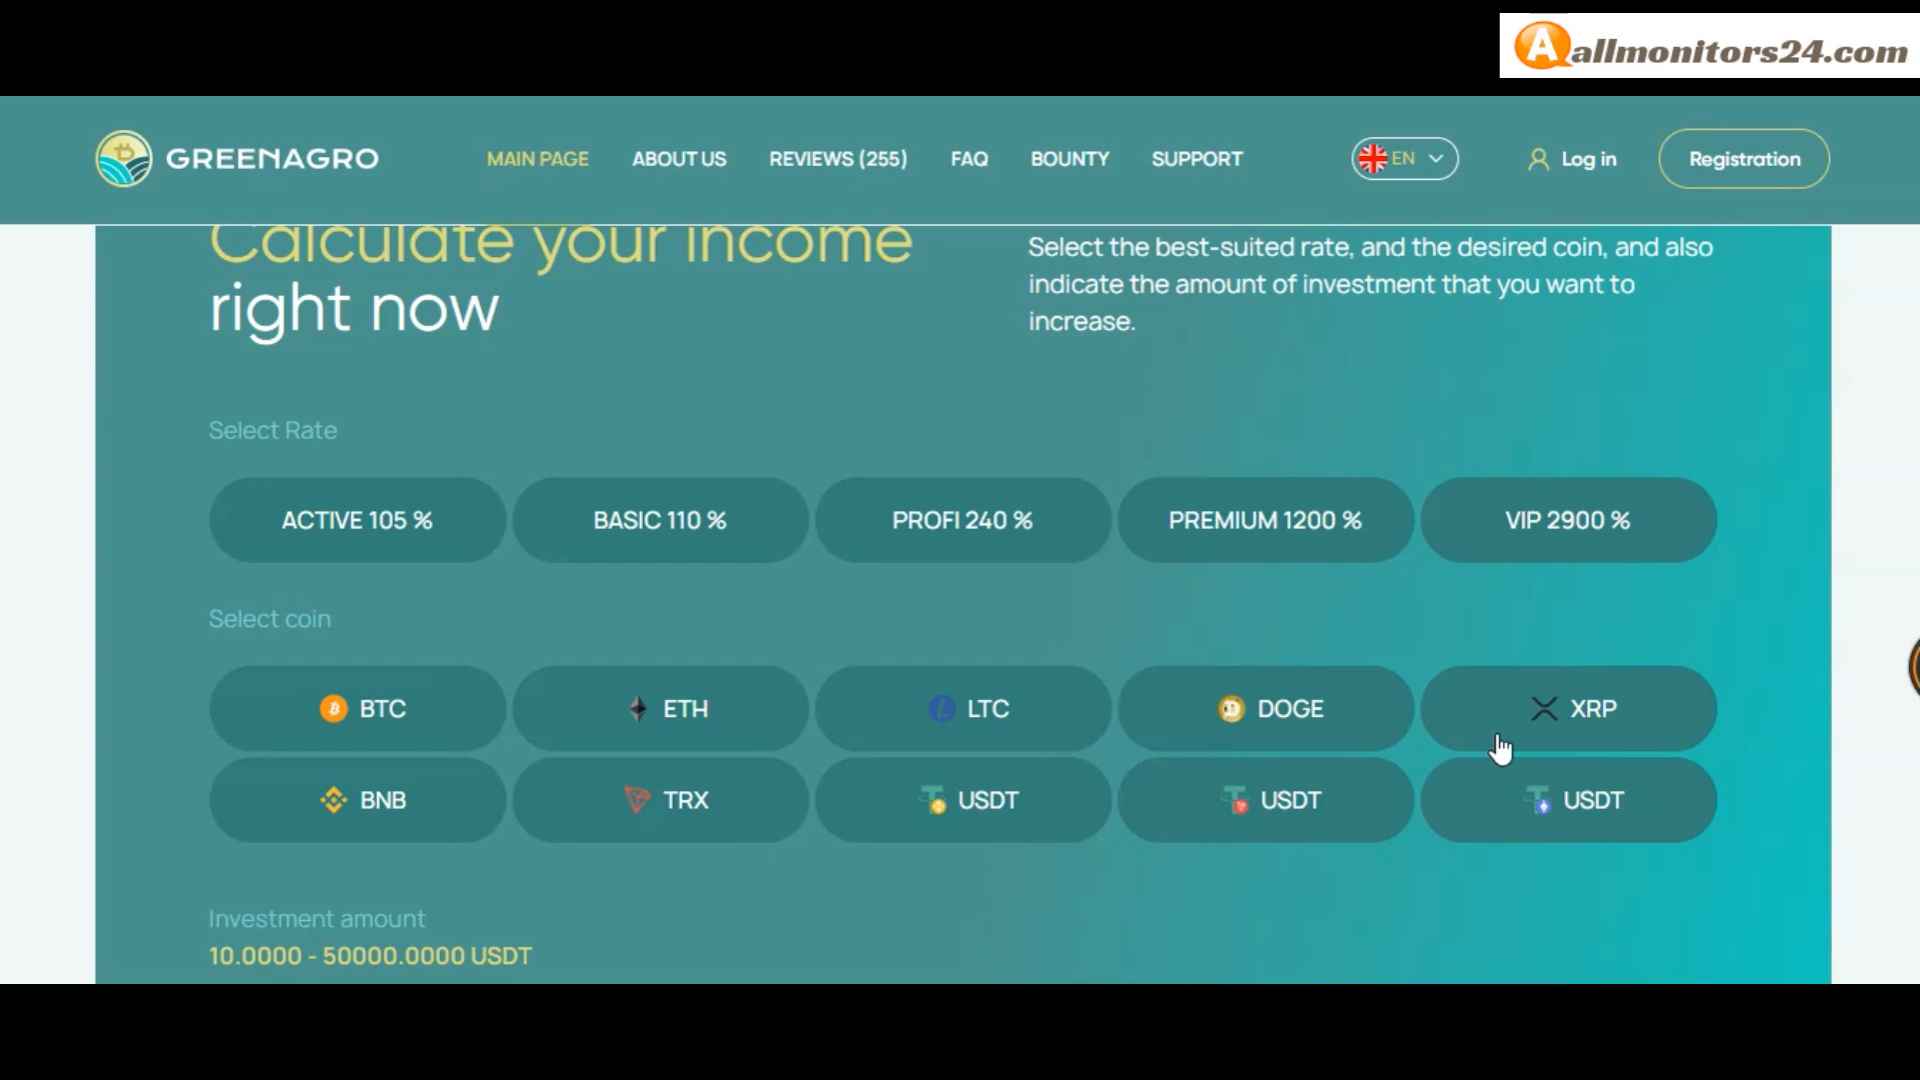 allmonitors24.com
GREENAGRO
MAIN PAGE
ABOUT US
REVIEWS (255)
FAQ
BOUNTY
SUPPORT
EN
Log in
Registration
Calculate your income
right now
Select the best-suited rate, and the desired coin, and also
indicate the amount of investment that you want to
increase.
Select Rate
ACTIVE 105 %
BASIC 110 %
PROFI 240 %
PREMIUM 1200 %
VIP 2900 %
Select coin
BTC
ETH
LTC
DOGE
XRP
BNB
TRX
USDT
USDT
USDT
Investment amount
10.0000 - 50000.0000 USDT